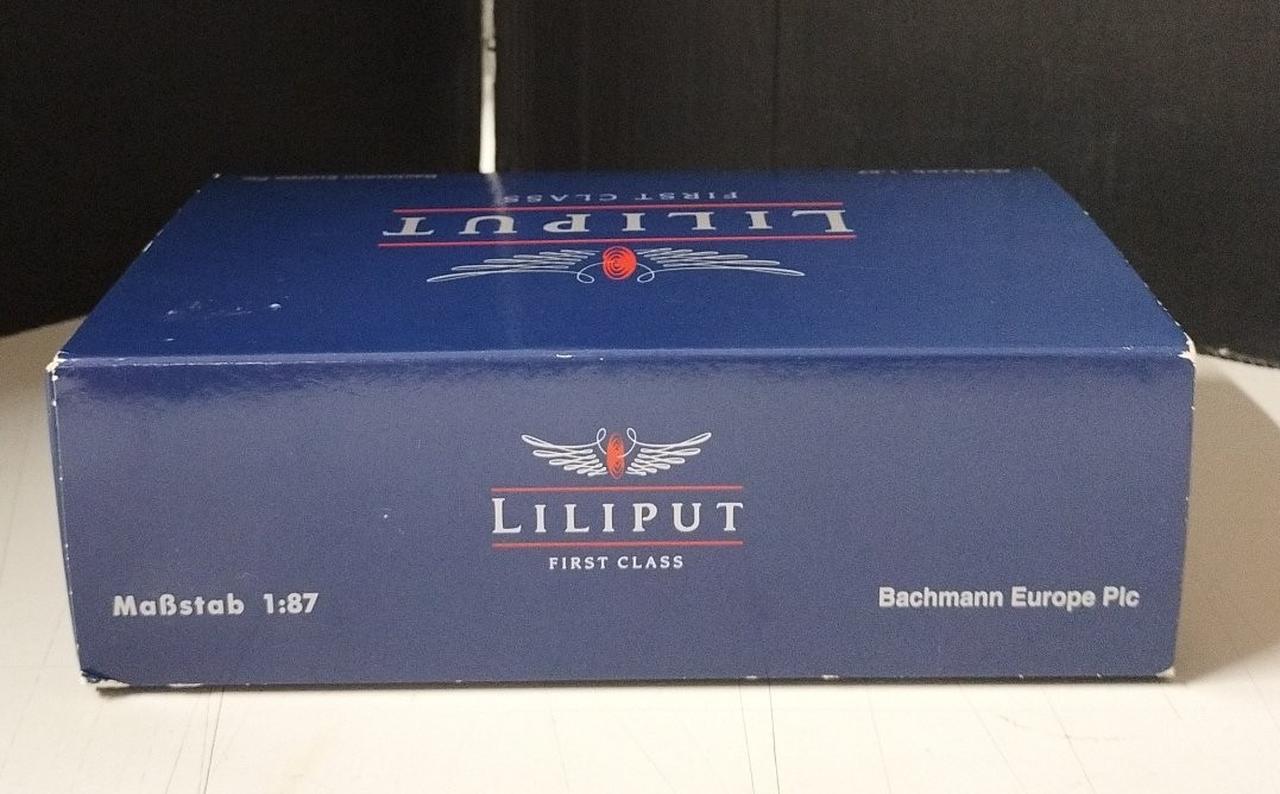 FIRST CLASS
LILIPUT
LILIPUT
FIRST CLASS
Maßstab 1:87
Bachmann Europe Plc